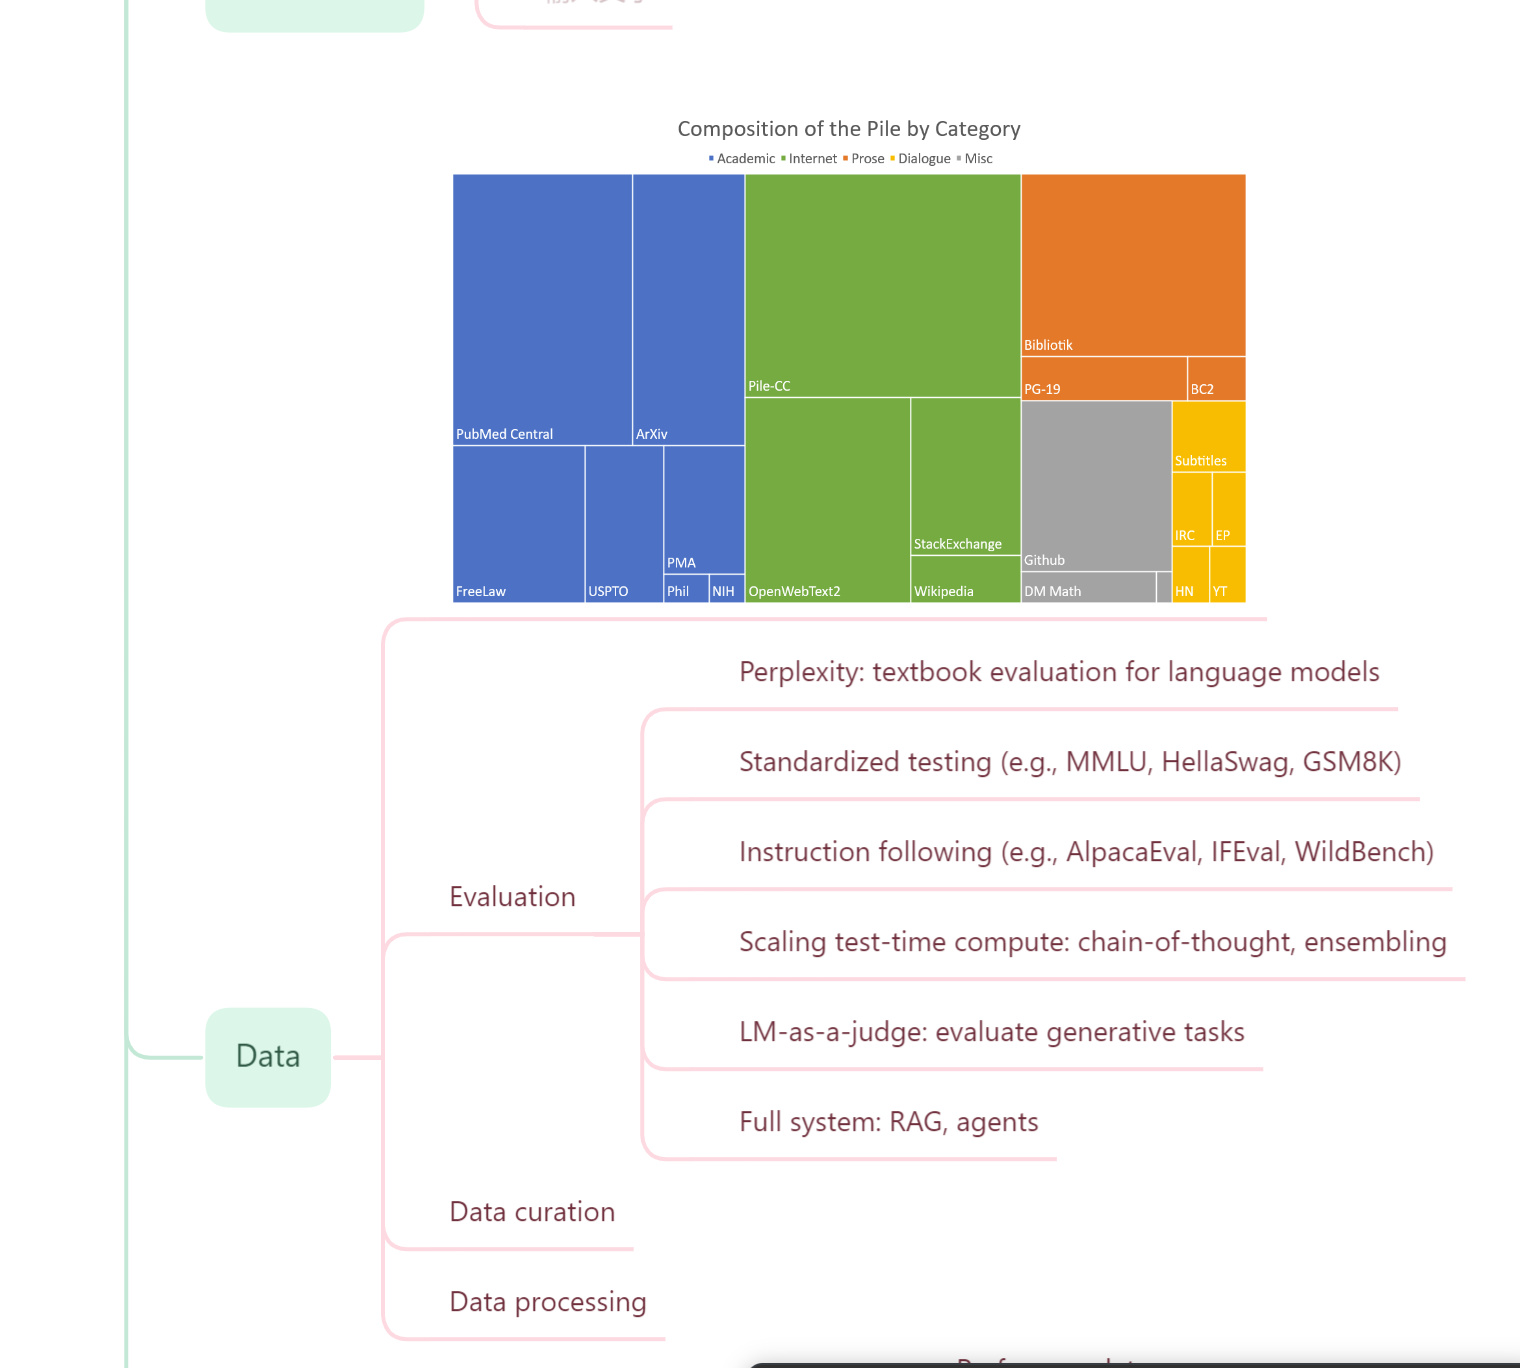 Composition of the Pile by Category
Academic Internet Prose Dialogue Misc
Bibliotik
Pile-CC
PG-19
BC2
PubMed Central
ArXiv
Subtitles
IRC
EP
StackExchange
Github
PMA
FreeLaw
USPTO
Phil
NIH
OpenWebText2
Wikipedia
DM Math
HN
YT
Perplexity: textbook evaluation for language models
Standardized testing (e.g., MMLU, HellaSwag, GSM8K)
Instruction following (e.g., AlpacaEval, IFEval, WildBench)
Evaluation
Scaling test-time compute: chain-of-thought, ensembling
LM-as-a-judge: evaluate generative tasks
Data
Full system: RAG, agents
Data curation
Data processing